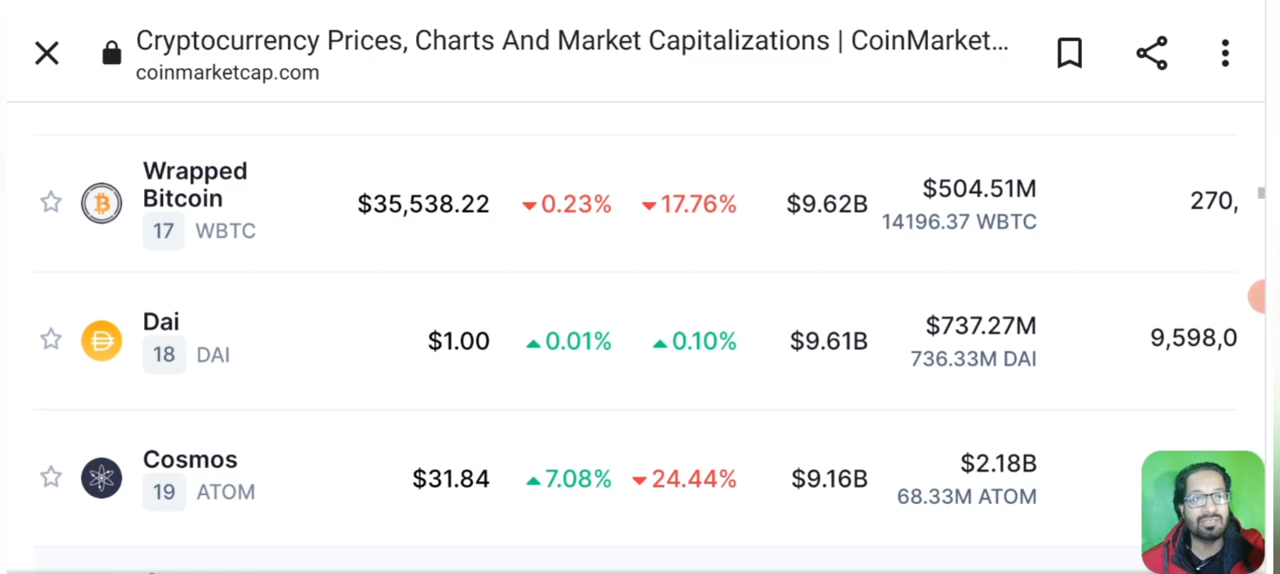 Cryptocurrency Prices, Charts And Market Capitalizations | CoinMarket...
coinmarketcap.com
Wrapped
Bitcoin
17 WBTC
$35,538.22 ▼0.23% ▼17.76% $9.62B $504.51M
14196.37 WBTC
270,
Dai
18 DAI
$1.00 ▲0.01% ▲0.10% $9.61B $737.27M
736.33M DAI
9,598,0
Cosmos
19 ATOM
$31.84 ▲7.08% ▼24.44% $9.16B $2.18B
68.33M ATOM